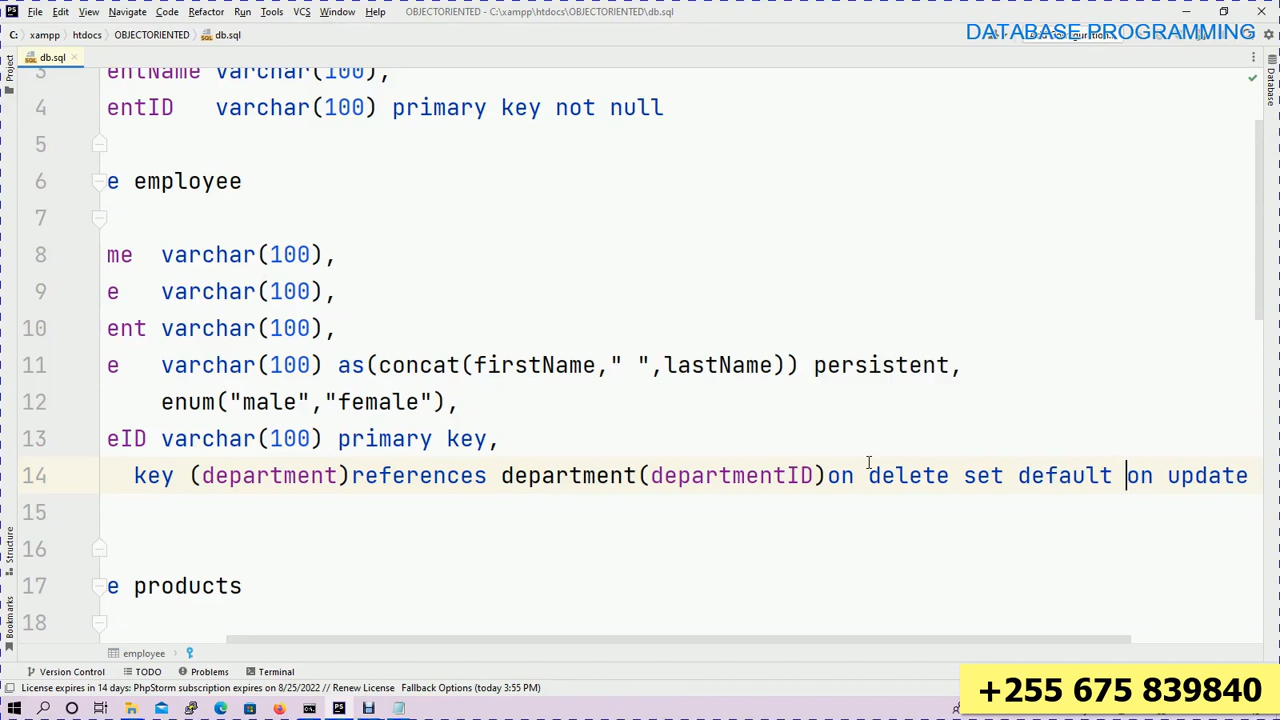 File Edit View Navigate Code Refactor Run Tools VCS Window Help OBJECTORIENTED - C:\xampp\htdocs\OBJECTORIENTED\db.sql
C: xampp htdocs OBJECTORIENTED db.sql
DATABASE PROGRAMMING
db.sql
3 entName varchar(100),
4 entID varchar(100) primary key not null
5
6 e employee
7
8 me varchar(100),
9 e varchar(100),
10 ent varchar(100),
11 e varchar(100) as(concat(firstName," ",lastName)) persistent,
12 enum("male","female"),
13 eID varchar(100) primary key,
14 key (department)references department(departmentID)on delete set default on update
15
16
17 e products
18
Project
Structure
Bookmarks
Database
employee
Version Control TODO Problems Terminal
License expires in 14 days: PhpStorm subscription expires on 8/25/2022 // Renew License Fallback Options (today 3:55 PM)
+255 675 839840